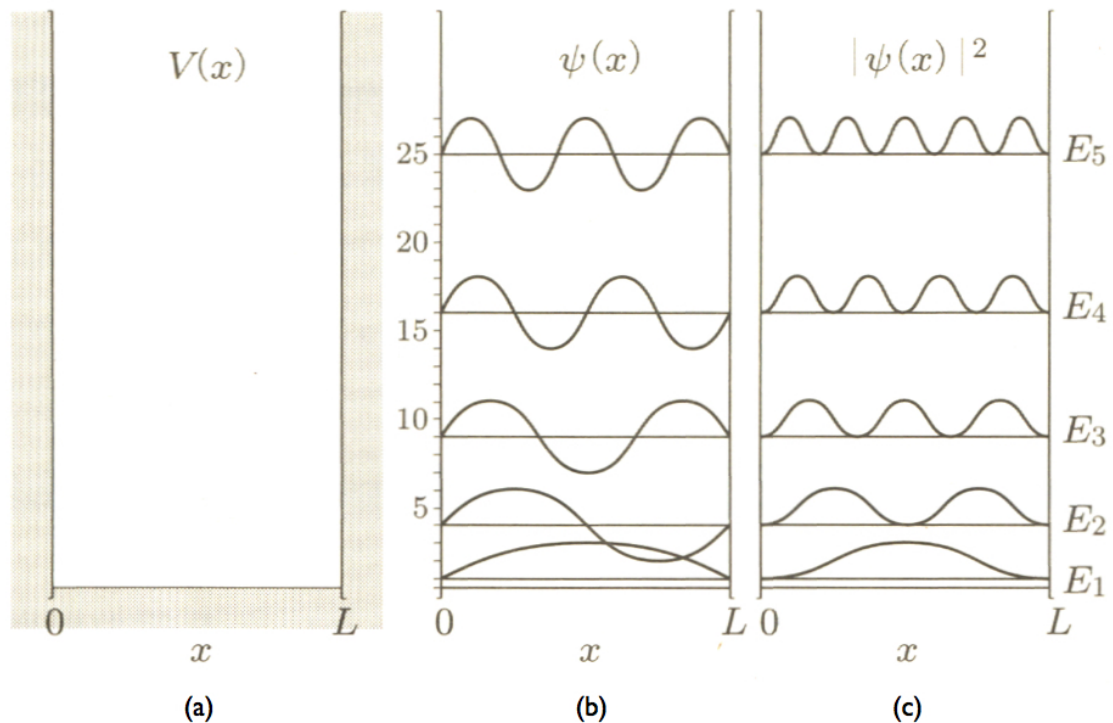 V(x)
ψ(x)
|ψ(x)|²
25
20
15
10
5
E₅
E₄
E₃
E₂
E₁
0
L
0
L
0
L
x
x
x
(a)
(b)
(c)